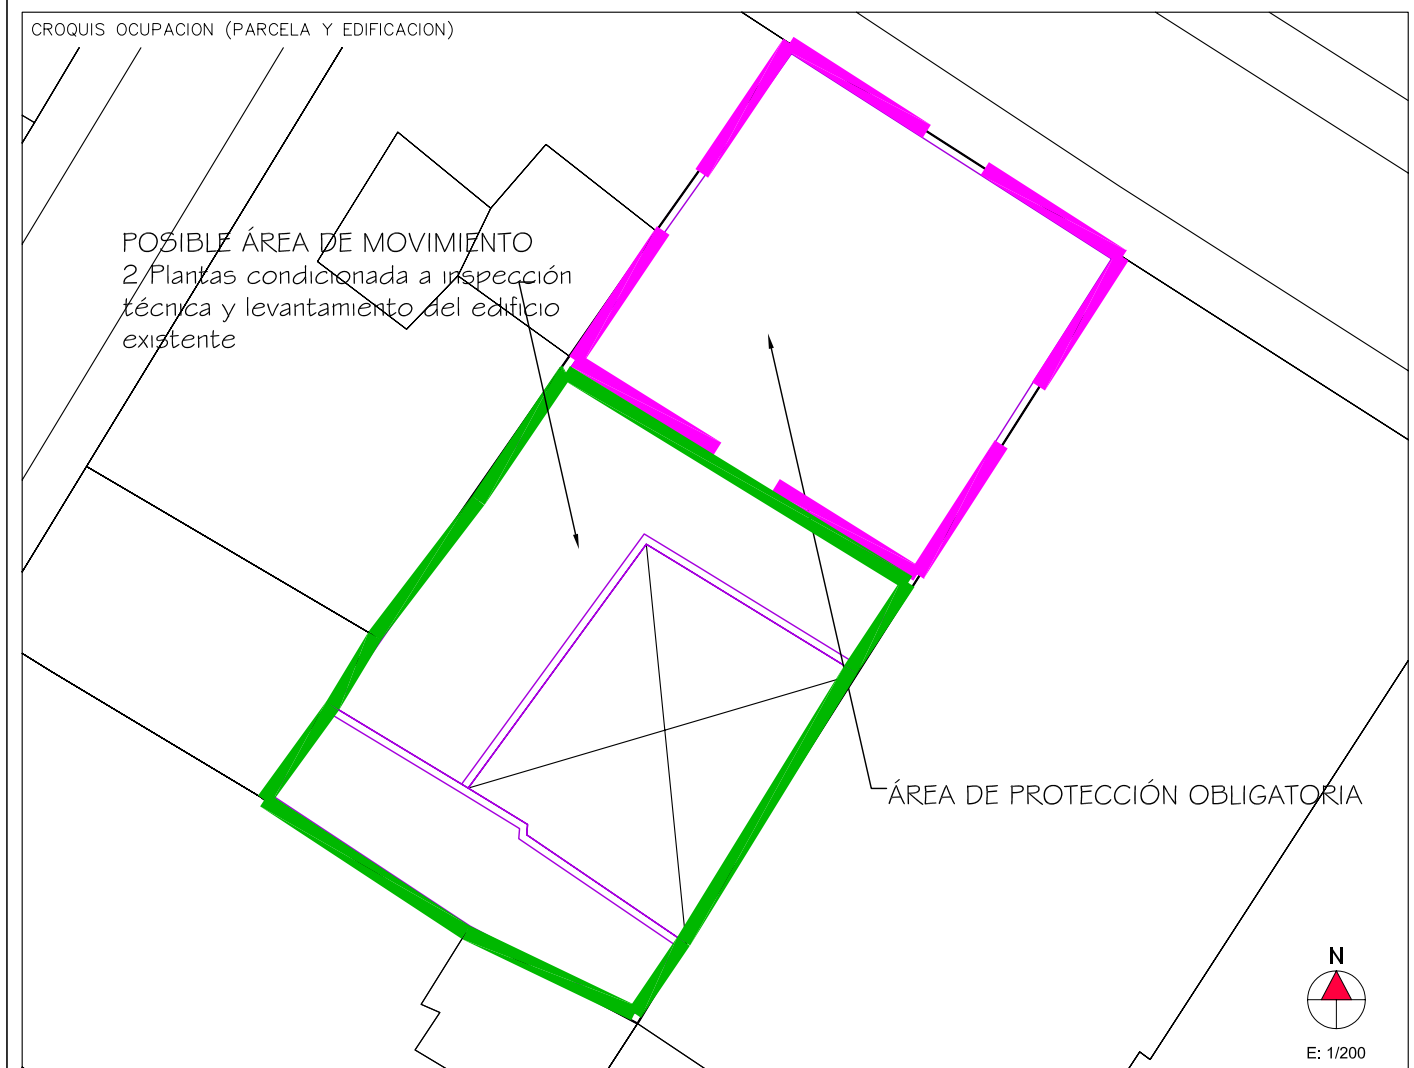 CROQUIS OCUPACION (PARCELA Y EDIFICACION)
POSIBLE ÁREA DE MOVIMIENTO
2 Plantas condicionada a inspección
técnica y levantamiento del edificio
existente
ÁREA DE PROTECCIÓN OBLIGATORIA
N
E: 1/200